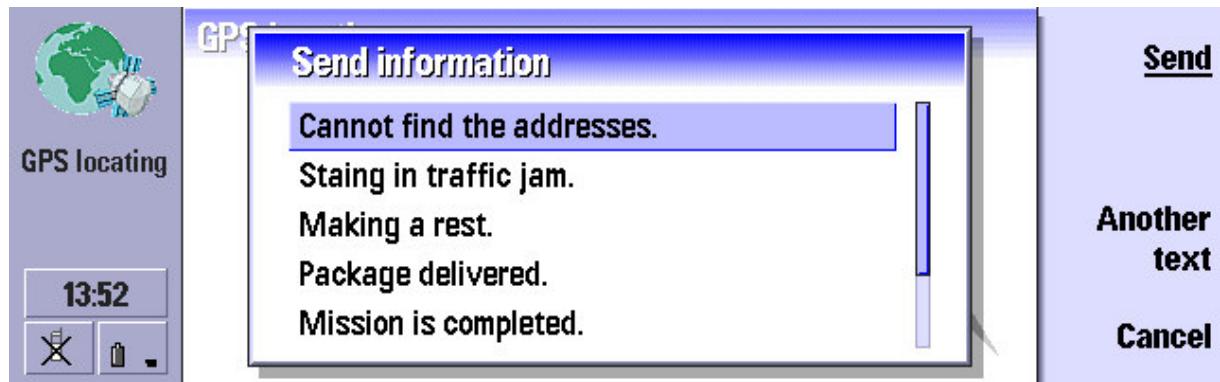 GPS locating
13:52
GPS
Send information
Cannot find the addresses.
Staing in traffic jam.
Making a rest.
Package delivered.
Mission is completed.
Send
Another
text
Cancel